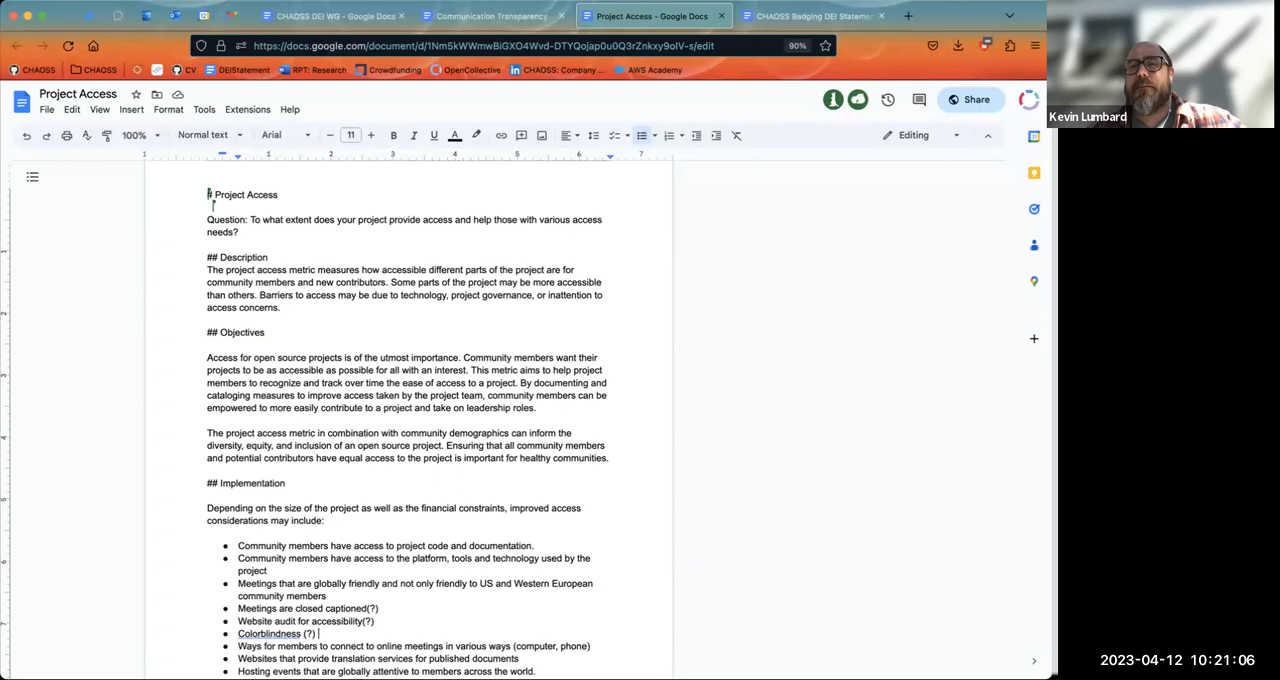 CHAOSS DEI WG - Google Docs
Communication Transparency
Project Access - Google Docs
CHAOSS Badging DEI Stateme
https://docs.google.com/document/d/1Nm5kWWmwBiGXO4Wvd-DTYQojap0u0Q3rZnkxy9oIV-s/edit
90%
CHAOSS
CHAOSS
CV
DEIStatement
RPT: Research
Crowdfunding
OpenCollective
CHAOSS: Company ...
AWS Academy
Kevin Lumbard
Project Access
File Edit View Insert Format Tools Extensions Help
Share
100% Normal text Arial 11 Editing
1 1 2 3 4 5 6 7
# Project Access
Question: To what extent does your project provide access and help those with various access
needs?
## Description
The project access metric measures how accessible different parts of the project are for
community members and new contributors. Some parts of the project may be more accessible
than others. Barriers to access may be due to technology, project governance, or inattention to
access concerns.
## Objectives
Access for open source projects is of the utmost importance. Community members want their
projects to be as accessible as possible for all with an interest. This metric aims to help project
members to recognize and track over time the ease of access to a project. By documenting and
cataloging measures to improve access taken by the project team, community members can be
empowered to more easily contribute to a project and take on leadership roles.
The project access metric in combination with community demographics can inform the
diversity, equity, and inclusion of an open source project. Ensuring that all community members
and potential contributors have equal access to the project is important for healthy communities.
## Implementation
Depending on the size of the project as well as the financial constraints, improved access
considerations may include:
● Community members have access to project code and documentation.
● Community members have access to the platform, tools and technology used by the
project
● Meetings that are globally friendly and not only friendly to US and Western European
community members
● Meetings are closed captioned(?)
● Website audit for accessibility(?)
● Colorblindness (?)
● Ways for members to connect to online meetings in various ways (computer, phone)
● Websites that provide translation services for published documents
● Hosting events that are globally attentive to members across the world.
2023-04-12 10:21:06